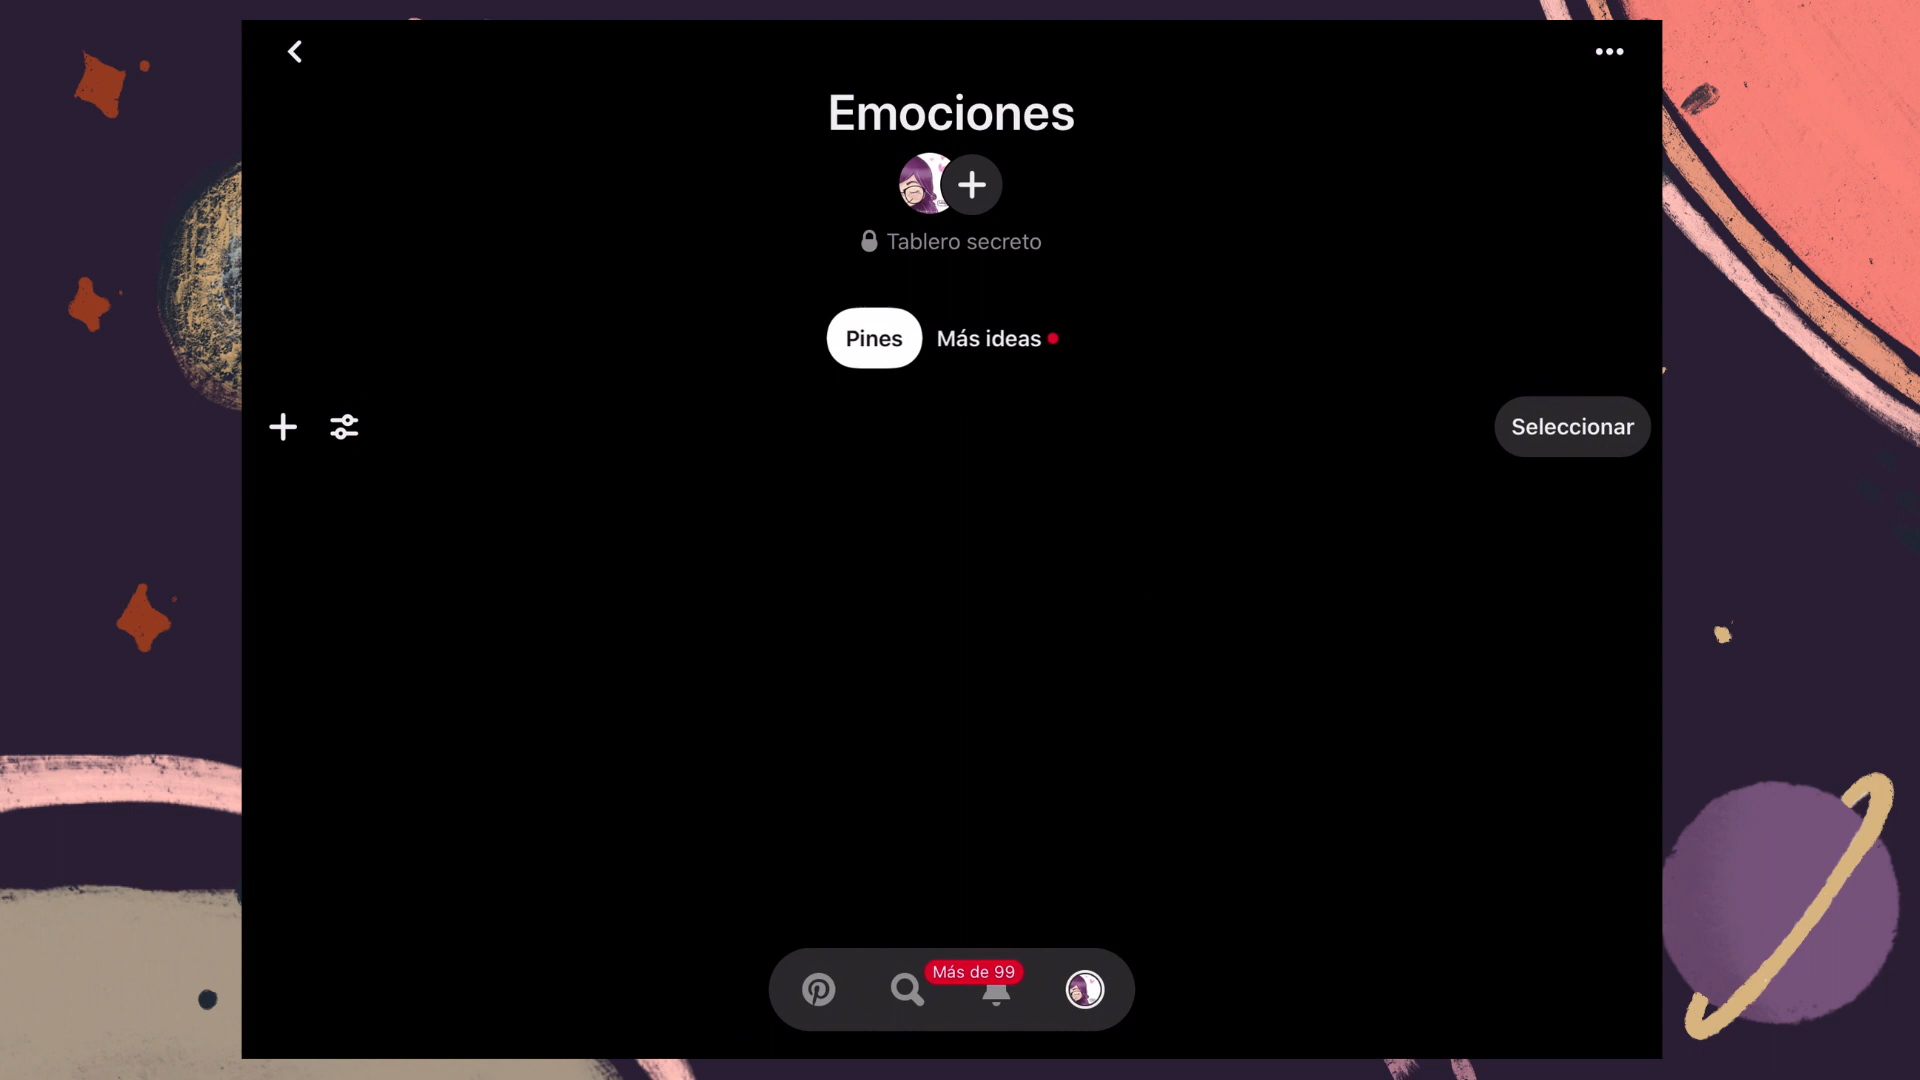 Emociones
Tablero secreto
Pines
Más ideas
Seleccionar
Más de 99